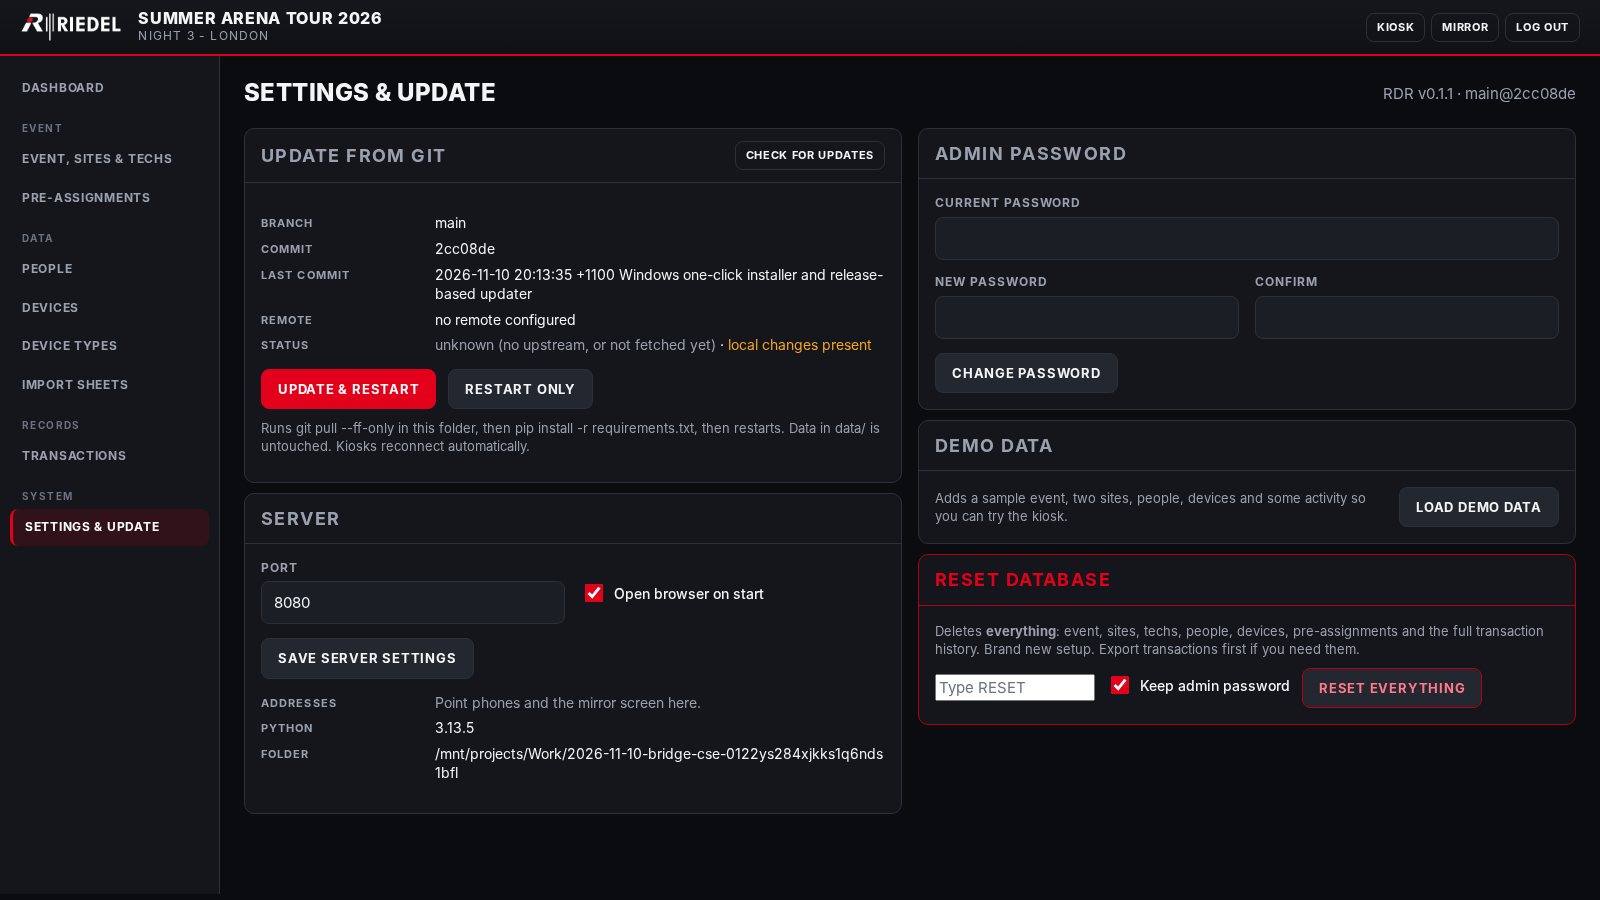 RIEDEL
SUMMER ARENA TOUR 2026
NIGHT 3 - LONDON
KIOSK
MIRROR
LOG OUT
DASHBOARD
EVENT
EVENT, SITES & TECHS
PRE-ASSIGNMENTS
DATA
PEOPLE
DEVICES
DEVICE TYPES
IMPORT SHEETS
RECORDS
TRANSACTIONS
SYSTEM
SETTINGS & UPDATE
SETTINGS & UPDATE
RDR v0.1.1 · main@2cc08de
UPDATE FROM GIT
CHECK FOR UPDATES
BRANCH main
COMMIT 2cc08de
LAST COMMIT 2026-11-10 20:13:35 +1100 Windows one-click installer and release-
based updater
REMOTE no remote configured
STATUS unknown (no upstream, or not fetched yet) · local changes present
UPDATE & RESTART
RESTART ONLY
Runs git pull --ff-only in this folder, then pip install -r requirements.txt, then restarts. Data in data/ is
untouched. Kiosks reconnect automatically.
SERVER
PORT
8080
Open browser on start
SAVE SERVER SETTINGS
ADDRESSES Point phones and the mirror screen here.
PYTHON 3.13.5
FOLDER /mnt/projects/Work/2026-11-10-bridge-cse-0122ys284xjkks1q6nds
1bfl
ADMIN PASSWORD
CURRENT PASSWORD
NEW PASSWORD
CONFIRM
CHANGE PASSWORD
DEMO DATA
Adds a sample event, two sites, people, devices and some activity so
you can try the kiosk.
LOAD DEMO DATA
RESET DATABASE
Deletes everything: event, sites, techs, people, devices, pre-assignments and the full transaction
history. Brand new setup. Export transactions first if you need them.
Type RESET
Keep admin password
RESET EVERYTHING